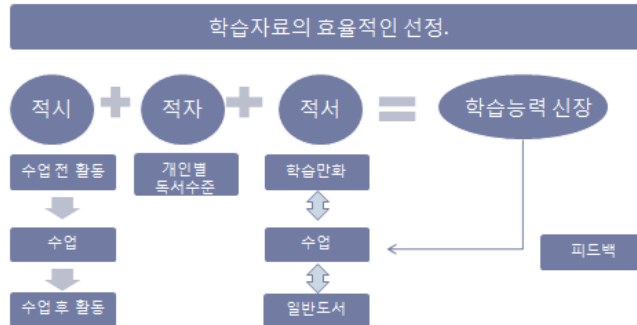 학습자료의 효율적인 선정.
적시
적자
적서
학습능력 신장
수업 전 활동
개인별
독서수준
학습만화
수업
수업
피드백
수업 후 활동
일반도서